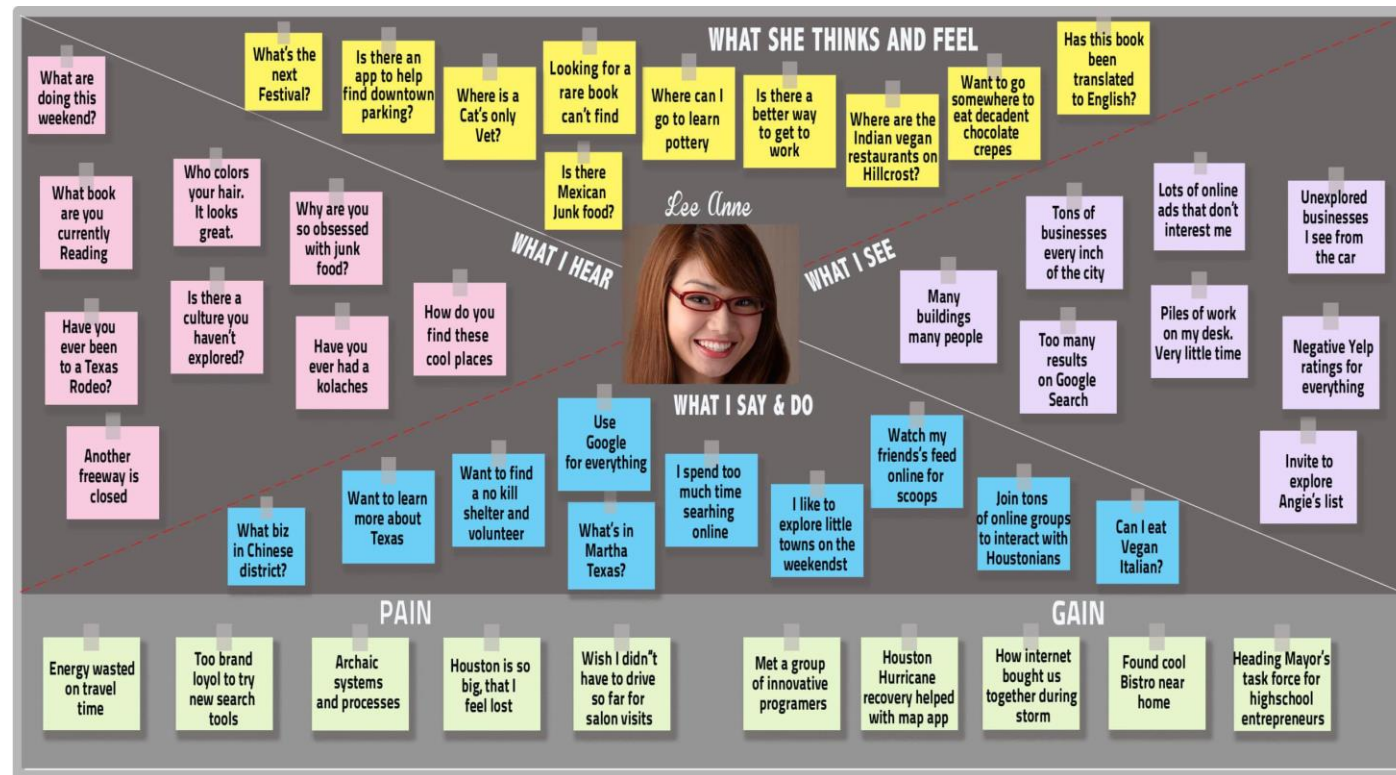 WHAT SHE THINKS AND FEEL
What's the
next
Festival?
Is there an
app to help
find downtown
parking?
Where is a
Cat's only
Vet?
Looking for a
rare book
can't find
Is there
Mexican
Junk food?
Where can I
go to learn
pottery
Is there a
better way
to get to
work
Where are the
Indian vegan
restaurants on
Hillcrost?
Want to go
somewhere to
eat decadent
chocolate
crepes
Has this book
been
translated
to English?
Lee Anne
WHAT I HEAR
What are
doing this
weekend?
What book
are you
currently
Reading
Who colors
your hair.
It looks
great.
Why are you
so obsessed
with junk
food?
Have you
ever been
to a Texas
Rodeo?
Is there a
culture you
haven't
explored?
Have you
ever had a
kolaches
How do you
find these
cool places
Another
freeway is
closed
WHAT I SEE
Many
buildings
many people
Tons of
businesses
every inch
of the city
Lots of online
ads that don't
interest me
Unexplored
businesses
I see from
the car
Too many
results
on Google
Search
Piles of work
on my desk.
Very little time
Negative Yelp
ratings for
everything
Invite to
explore
Angie's list
WHAT I SAY & DO
What biz
in Chinese
district?
Want to learn
more about
Texas
Want to find
a no kill
shelter and
volunteer
Use
Google
for everything
What's in
Martha
Texas?
I spend too
much time
searhing
online
I like to
explore little
towns on the
weekendst
Watch my
friends's feed
online for
scoops
Join tons
of online groups
to interact with
Houstonians
Can I eat
Vegan
Italian?
PAIN
Energy wasted
on travel
time
Too brand
loyol to try
new search
tools
Archaic
systems
and processes
Houston is so
big, that I
feel lost
Wish I didn"t
have to drive
so far for
salon visits
GAIN
Met a group
of innovative
programers
Houston
Hurricane
recovery helped
with map app
How internet
bought us
together during
storm
Found cool
Bistro near
home
Heading Mayor's
task force for
highschool
entrepreneurs